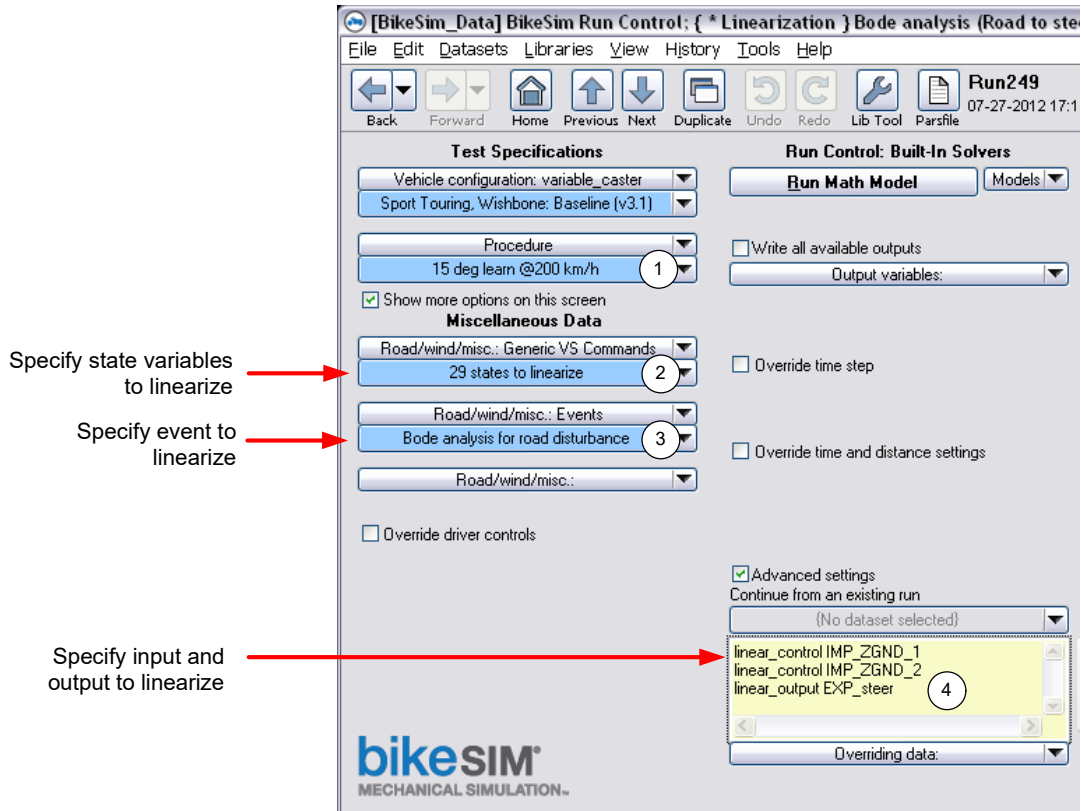 [BikeSim_Data] BikeSim Run Control; { * Linearization } Bode analysis (Road to stee
File Edit Datasets Libraries View History Tools Help
Back Forward Home Previous Next Duplicate Undo Redo Lib Tool Parsfile
Run249
07-27-2012 17:1
Test Specifications
Vehicle configuration: variable_caster
Sport Touring, Wishbone: Baseline (v3.1)
Procedure
15 deg learn @200 km/h 1
Show more options on this screen
Miscellaneous Data
Road/wind/misc.: Generic VS Commands
29 states to linearize 2
Road/wind/misc.: Events
Bode analysis for road disturbance 3
Road/wind/misc.:
Override driver controls
Run Control: Built-In Solvers
Run Math Model Models
Write all available outputs
Output variables:
Override time step
Override time and distance settings
Advanced settings
Continue from an existing run
{No dataset selected}
linear_control IMP_ZGND_1
linear_control IMP_ZGND_2
linear_output EXP_steer 4
Overriding data:
Specify state variables
to linearize
Specify event to
linearize
Specify input and
output to linearize
bikeSIM
MECHANICAL SIMULATION